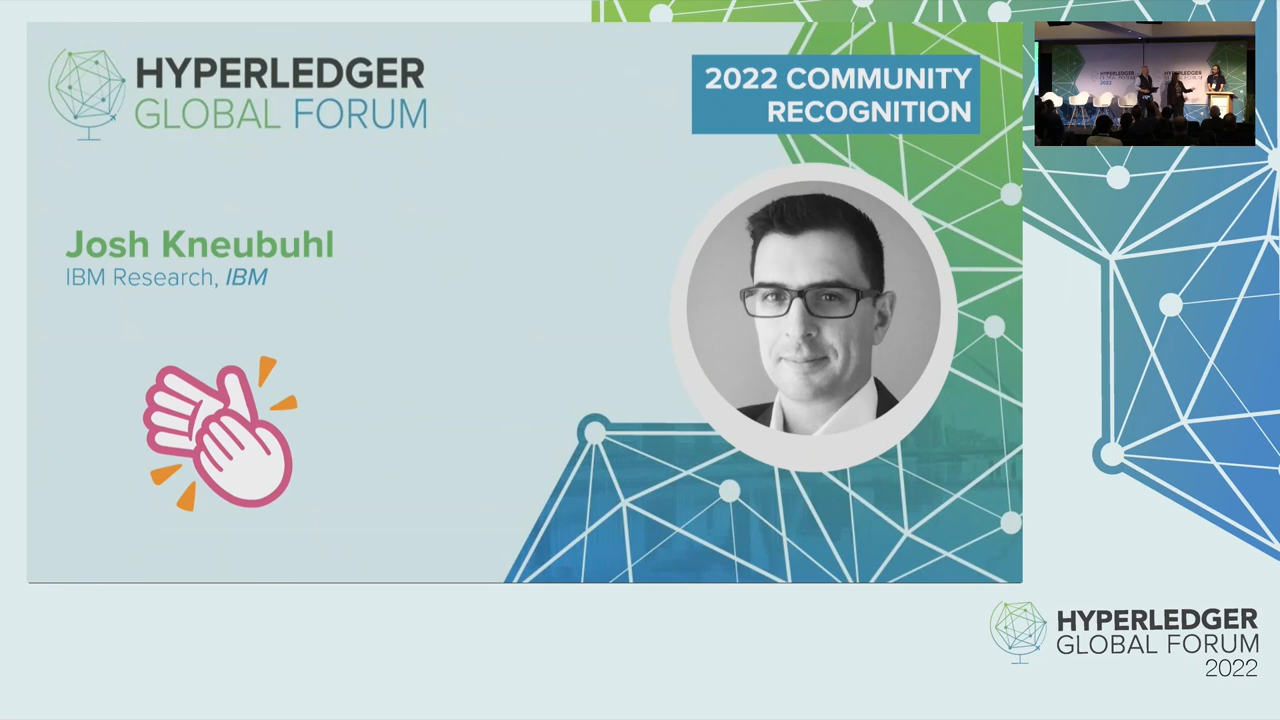 HYPERLEDGER
GLOBAL FORUM
2022 COMMUNITY
RECOGNITION
Josh Kneubuhl
IBM Research, IBM
HYPERLEDGER
GLOBAL FORUM
2022